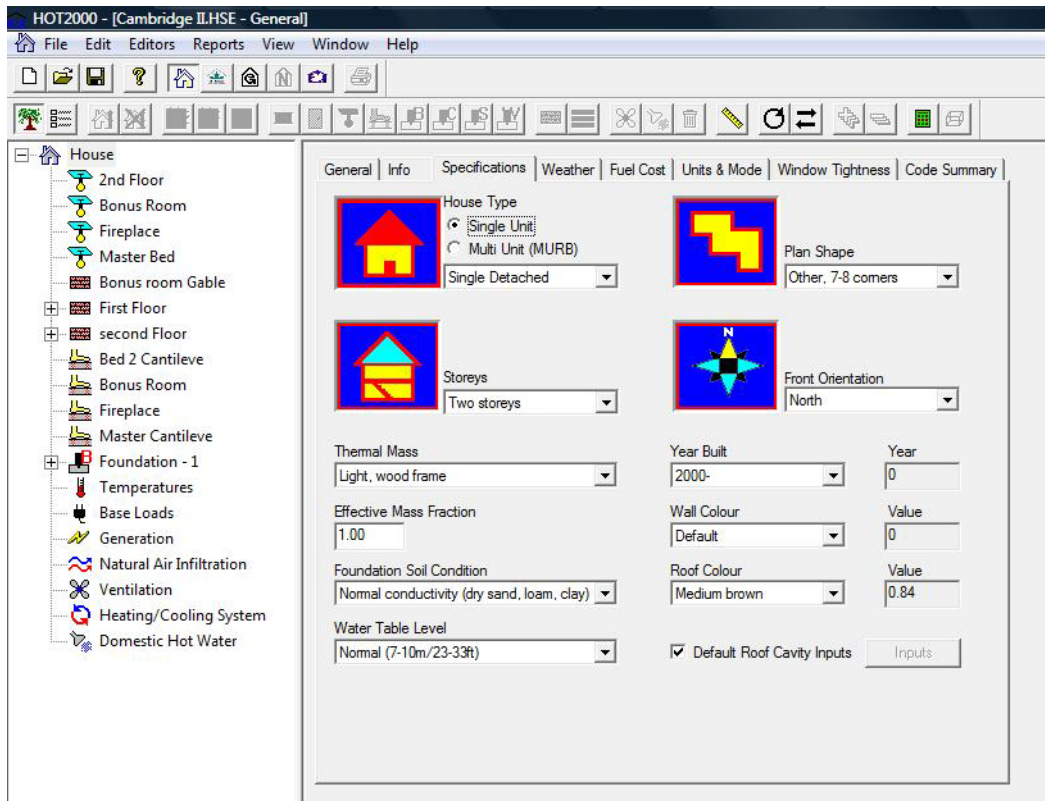 HOT2000 - [Cambridge II.HSE - General]
File Edit Editors Reports View Window Help
House
2nd Floor
Bonus Room
Fireplace
Master Bed
Bonus room Gable
First Floor
second Floor
Bed 2 Cantileve
Bonus Room
Fireplace
Master Cantileve
Foundation - 1
Temperatures
Base Loads
Generation
Natural Air Infiltration
Ventilation
Heating/Cooling System
Domestic Hot Water
General Info Specifications Weather Fuel Cost Units & Mode Window Tightness Code Summary
House Type
Single Unit
Multi Unit (MURB)
Single Detached
Plan Shape
Other, 7-8 corners
Storeys
Two storeys
N
Front Orientation
North
Thermal Mass
Light, wood frame
Year Built Year
2000- 0
Effective Mass Fraction
1.00
Wall Colour Value
Default 0
Foundation Soil Condition
Normal conductivity (dry sand, loam, clay)
Roof Colour Value
Medium brown 0.84
Water Table Level
Normal (7-10m/23-33ft)
Default Roof Cavity Inputs Inputs